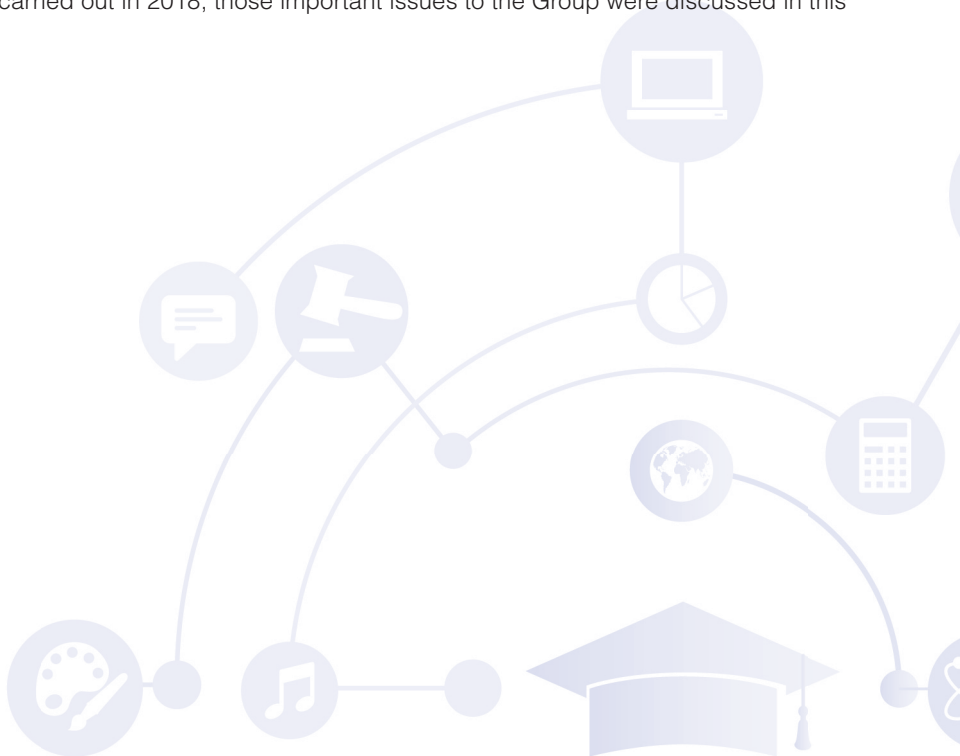 carried out in 2018, those important issues to the Group were discussed in this